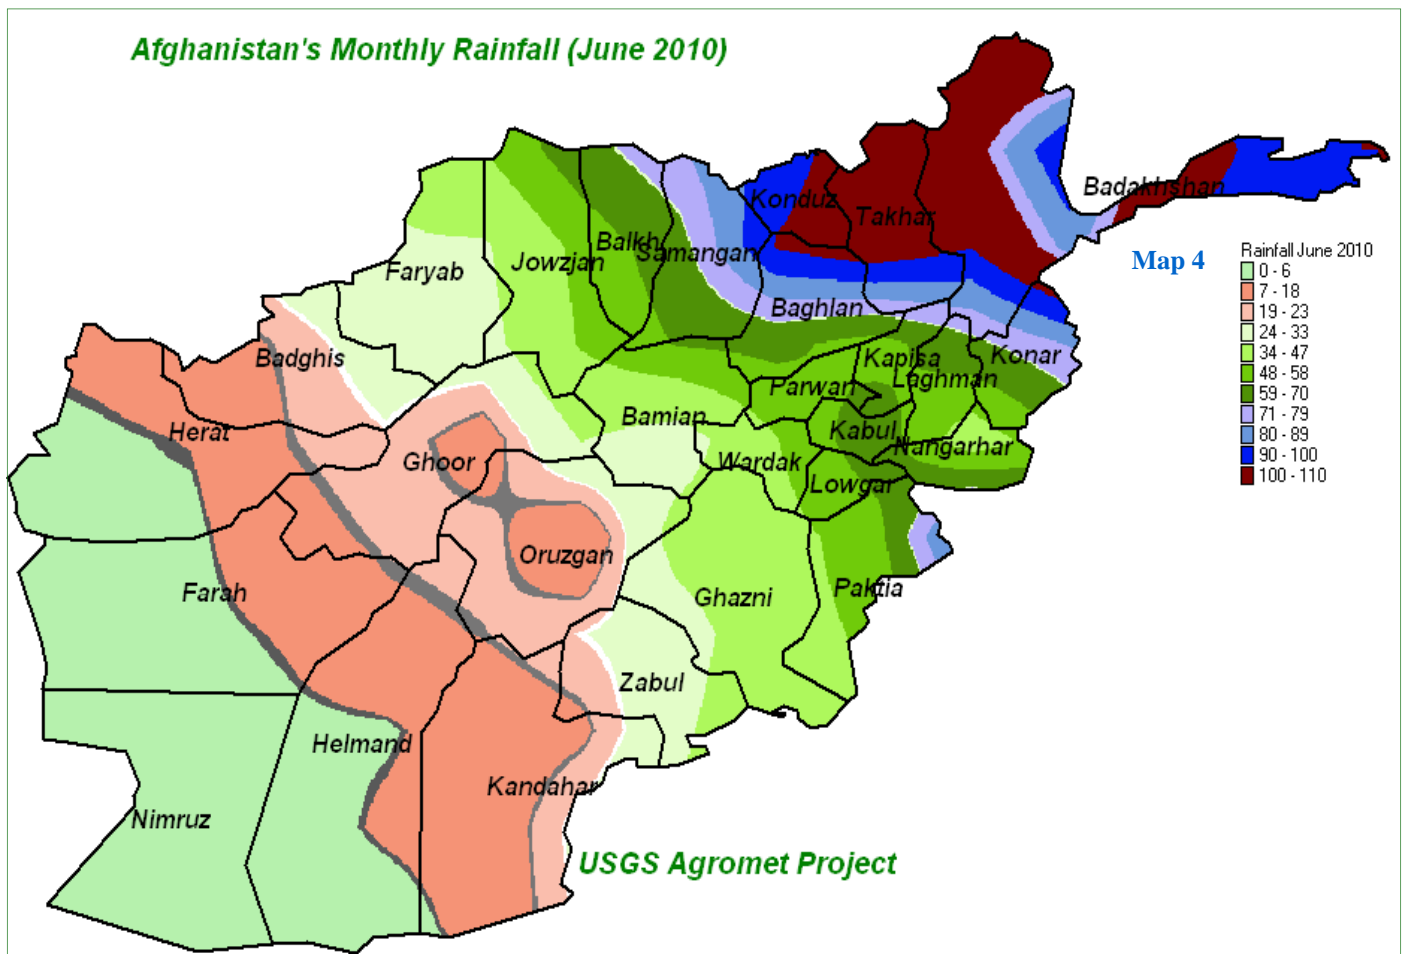 Afghanistan's Monthly Rainfall (June 2010)
Badakhshan
Konduz
Takhar
Balkh
Samangan
Jowzjan
Faryab
Map 4
Rainfall June 2010
0 - 6
7 - 18
19 - 23
24 - 33
34 - 47
48 - 58
59 - 70
71 - 79
80 - 89
90 - 100
100 - 110
Baghlan
Badghis
Kapisa
Konar
Laghman
Parwan
Bamian
Herat
Kabul
Nangarhar
Ghoor
Wardak
Lowgar
Oruzgan
Farah
Ghazni
Paktia
Zabul
Helmand
Kandahar
Nimruz
USGS Agromet Project